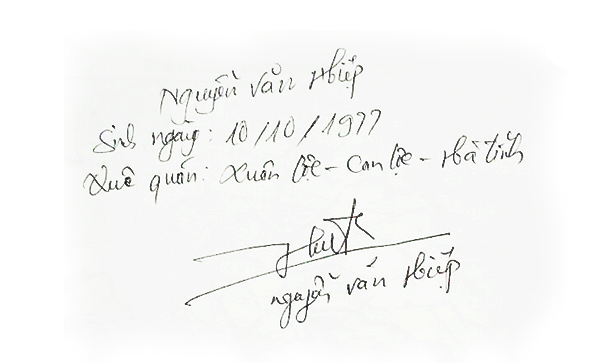 Nguyễn Văn Hiệp
Sinh ngày: 10/10/1977
Quê quán: Xuân Lộc - Can Lộc - Hà Tĩnh
nguyễn văn Hiệp